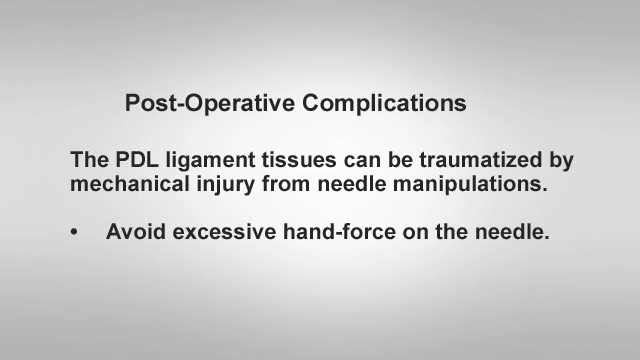 Post-Operative Complications
The PDL ligament tissues can be traumatized by
mechanical injury from needle manipulations.
• Avoid excessive hand-force on the needle.